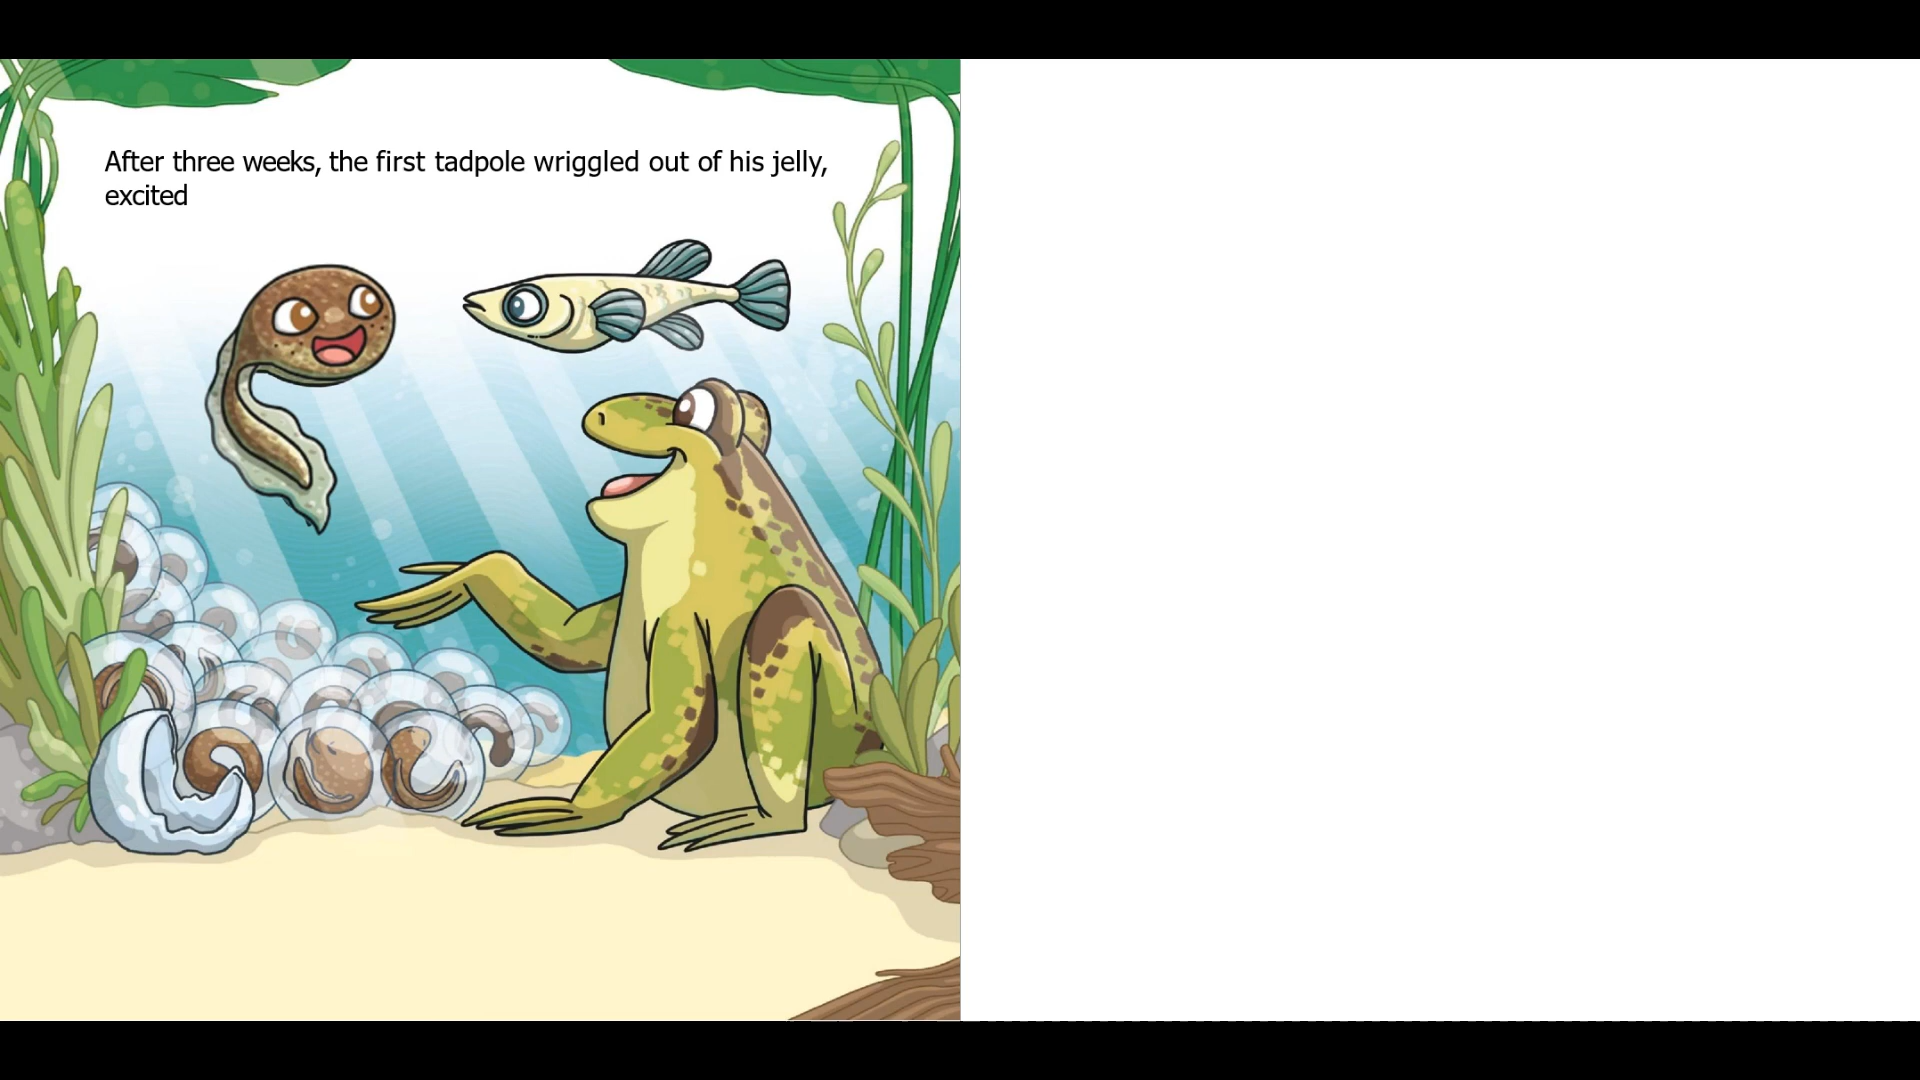 After three weeks, the first tadpole wriggled out of his jelly,
excited